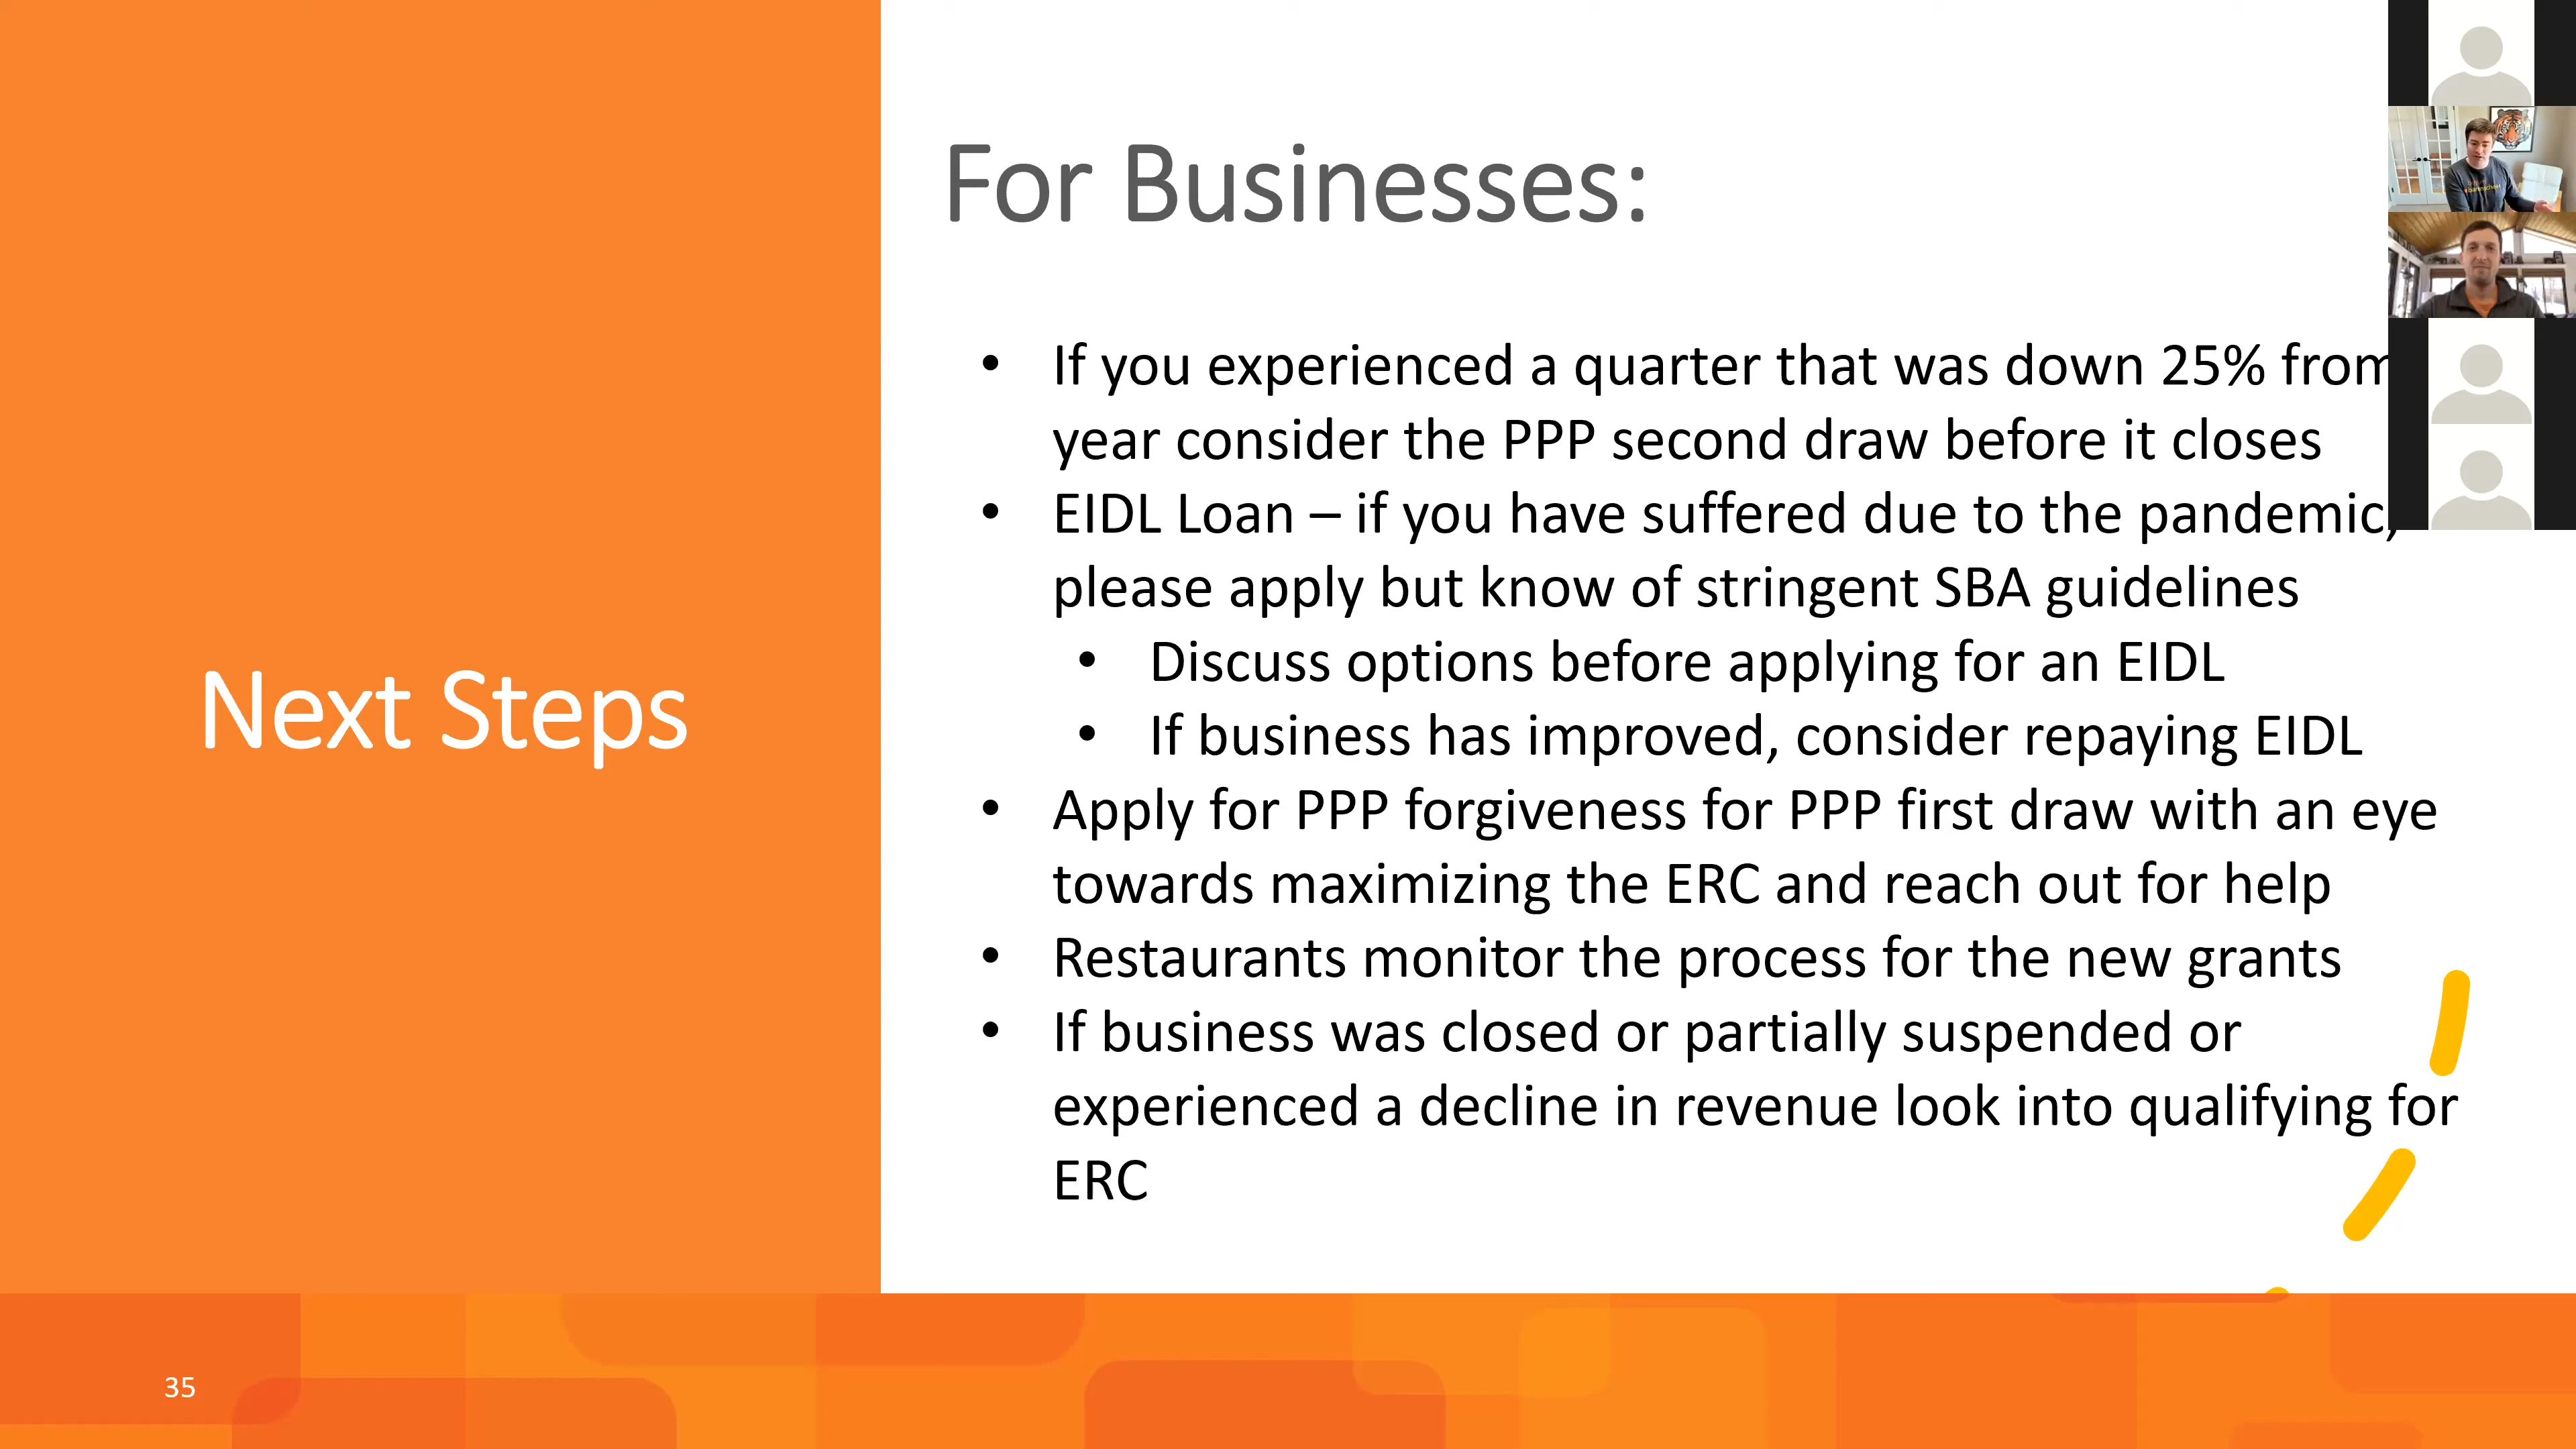 For Businesses:
• If you experienced a quarter that was down 25% from
year consider the PPP second draw before it closes
• EIDL Loan – if you have suffered due to the pandemic,
please apply but know of stringent SBA guidelines
• Discuss options before applying for an EIDL
• If business has improved, consider repaying EIDL
• Apply for PPP forgiveness for PPP first draw with an eye
towards maximizing the ERC and reach out for help
• Restaurants monitor the process for the new grants
• If business was closed or partially suspended or
experienced a decline in revenue look into qualifying for
ERC
Next Steps
35